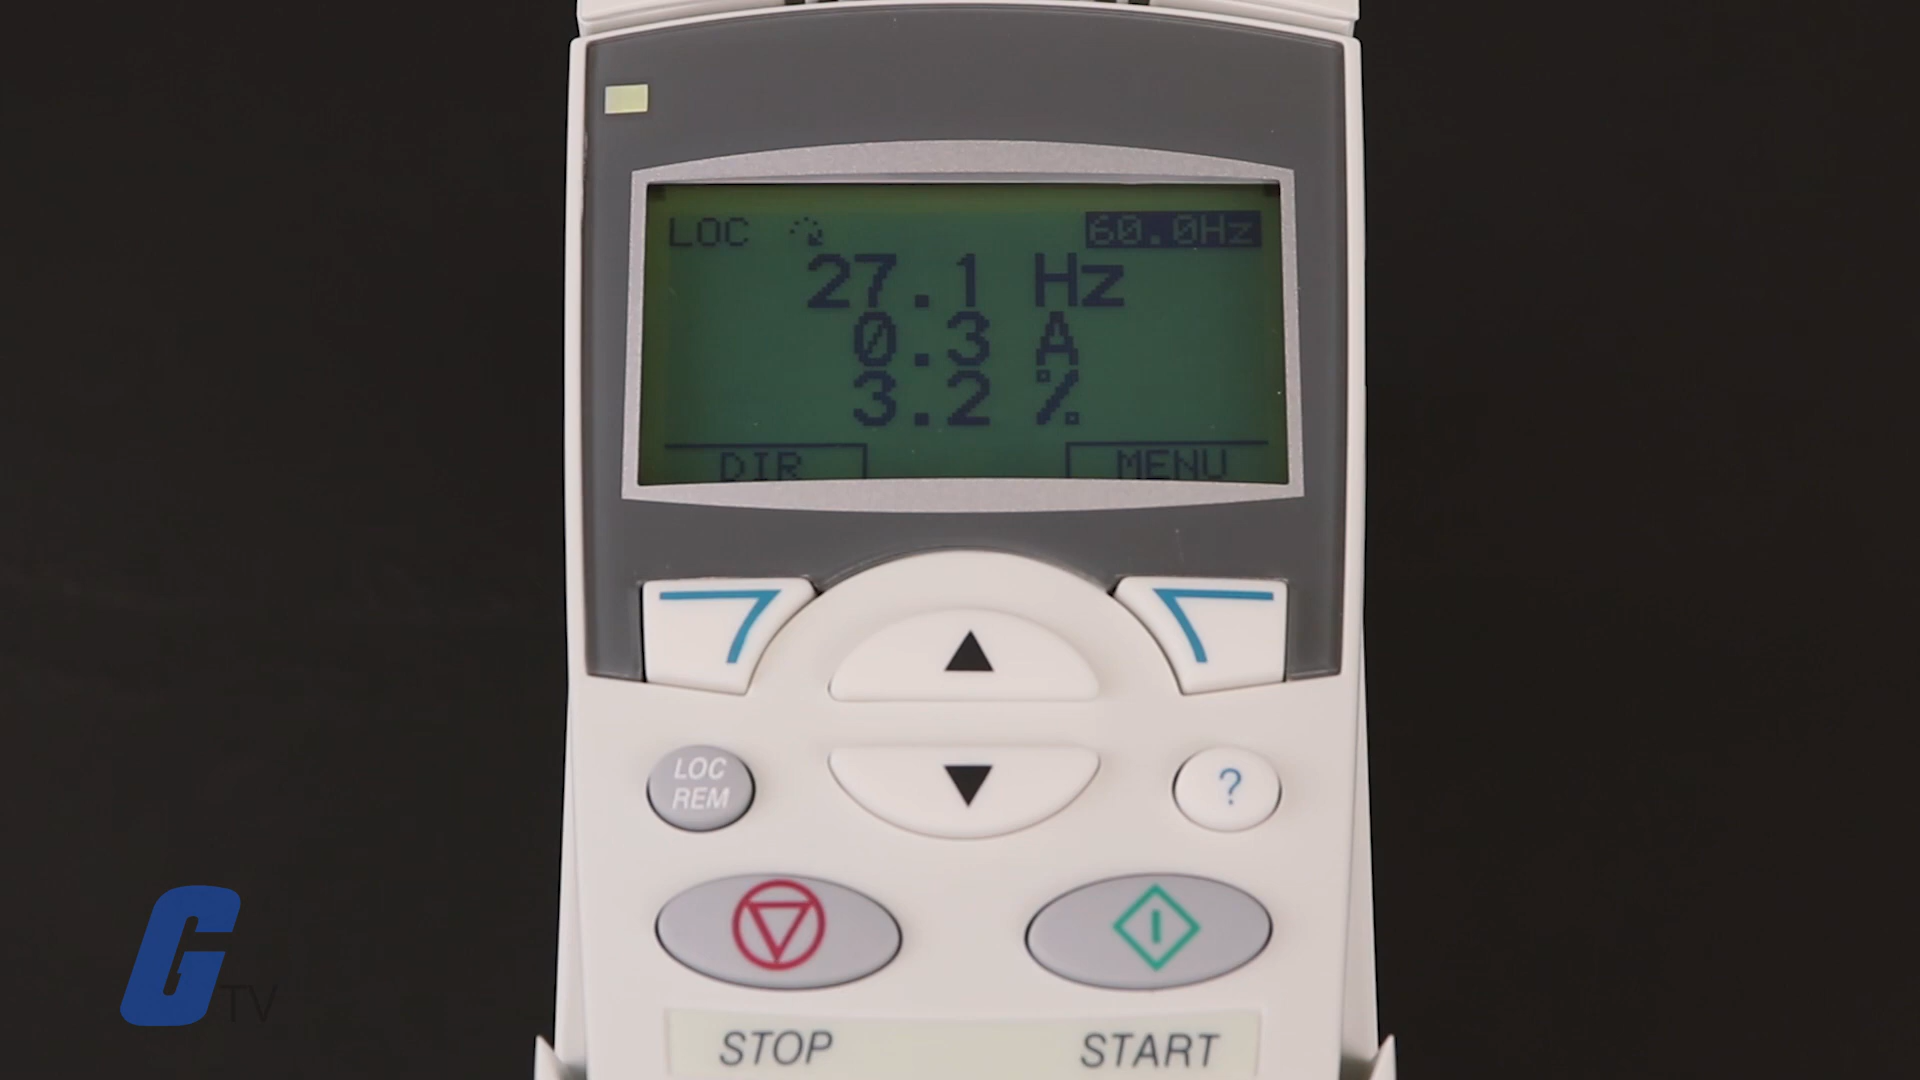 LOC 60.0Hz
27.1 Hz
0.3 A
3.2 %
DIR MENU
LOC
REM
?
STOP START
G TV